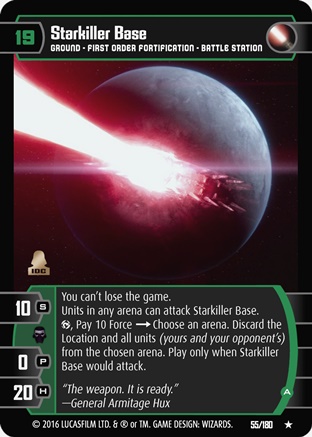 19 Starkiller Base
GROUND - FIRST ORDER FORTIFICATION - BATTLE STATION
IDC
10 S
0 P
20 H
You can't lose the game.
Units in any arena can attack Starkiller Base.
, Pay 10 Force → Choose an arena. Discard the
Location and all units (yours and your opponent's)
from the chosen arena. Play only when Starkiller
Base would attack.
"The weapon. It is ready."
—General Armitage Hux
A
© 2016 LUCASFILM LTD. & ® or TM. GAME DESIGN: WIZARDS. 55/180 ★